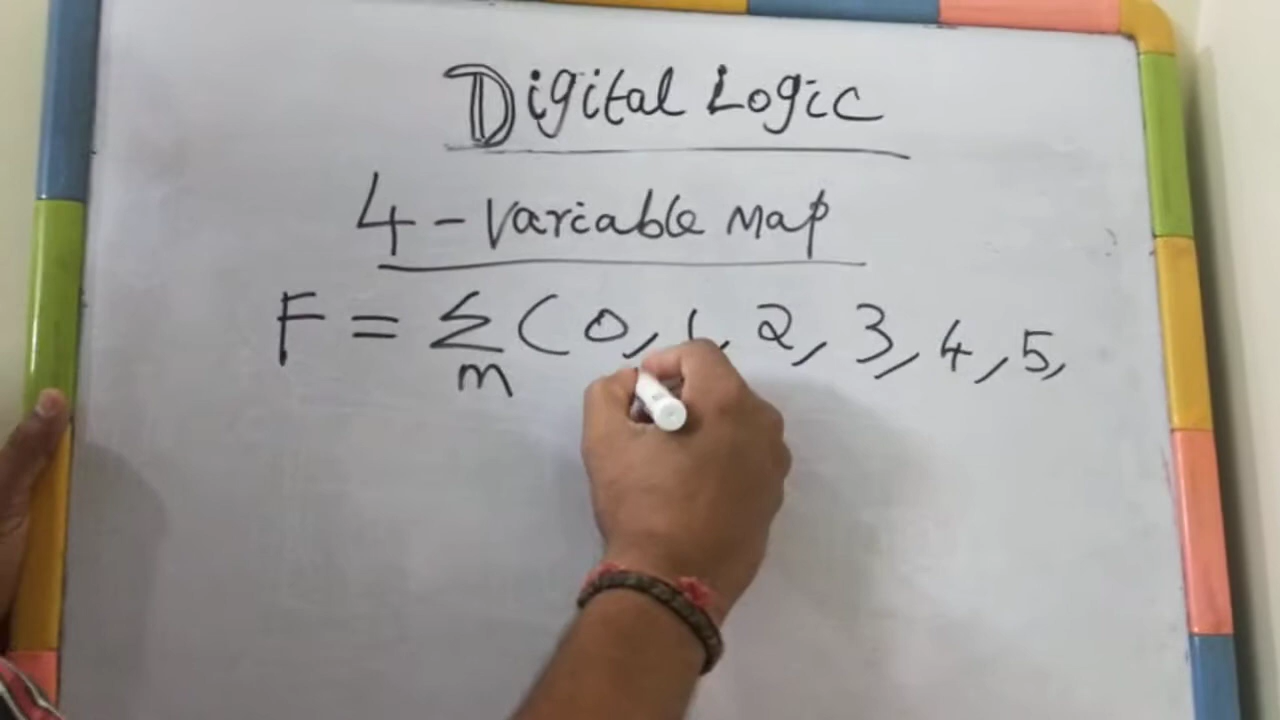 Digital Logic
4 - Variable Map
F = Σm ( 0, 1, 2, 3, 4, 5,